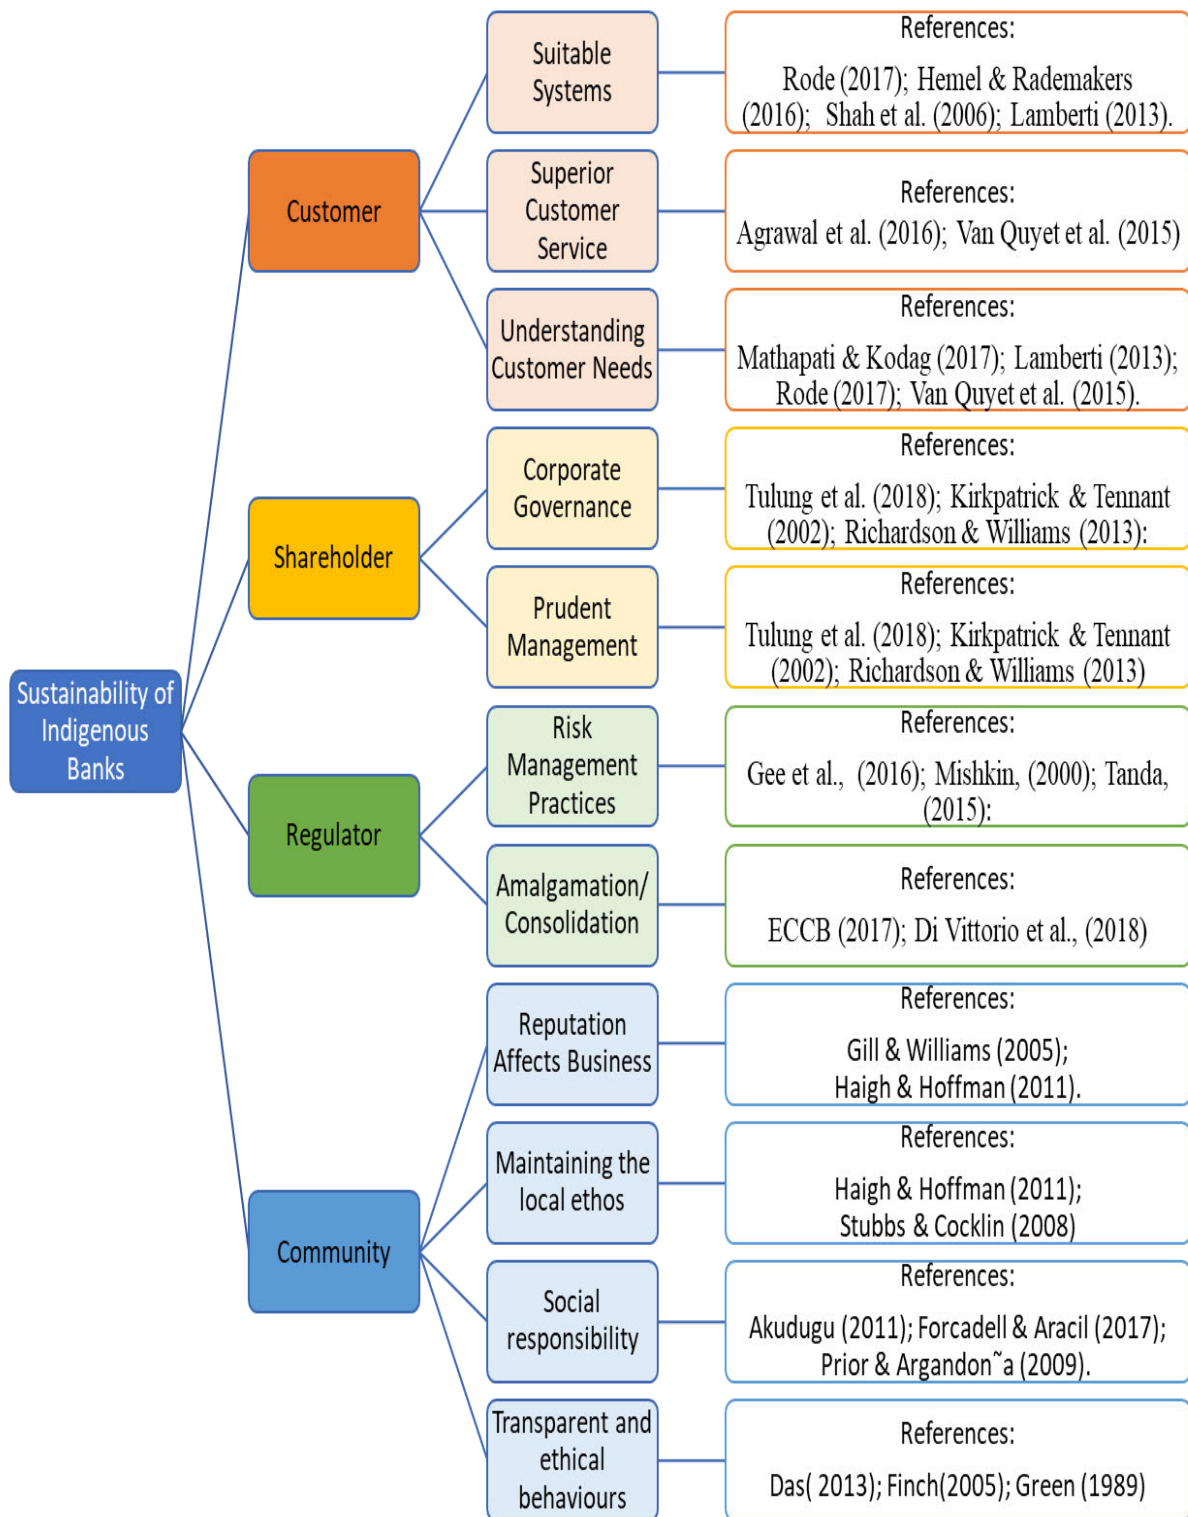 Sustainability of
Indigenous
Banks
Customer
Suitable
Systems
References:
Rode (2017); Hemel & Rademakers
(2016); Shah et al. (2006); Lamberti (2013).
Superior
Customer
Service
References:
Agrawal et al. (2016); Van Quyet et al. (2015)
Understanding
Customer Needs
References:
Mathapati & Kodag (2017); Lamberti (2013);
Rode (2017); Van Quyet et al. (2015).
Shareholder
Corporate
Governance
References:
Tulung et al. (2018); Kirkpatrick & Tennant
(2002); Richardson & Williams (2013):
Prudent
Management
References:
Tulung et al. (2018); Kirkpatrick & Tennant
(2002); Richardson & Williams (2013)
Regulator
Risk
Management
Practices
References:
Gee et al., (2016); Mishkin, (2000); Tanda,
(2015):
Amalgamation/
Consolidation
References:
ECCB (2017); Di Vittorio et al., (2018)
Community
Reputation
Affects Business
References:
Gill & Williams (2005);
Haigh & Hoffman (2011).
Maintaining the
local ethos
References:
Haigh & Hoffman (2011);
Stubbs & Cocklin (2008)
Social
responsibility
References:
Akudugu (2011); Forcadell & Aracil (2017);
Prior & Argandon˜a (2009).
Transparent and
ethical
behaviours
References:
Das( 2013); Finch(2005); Green (1989)